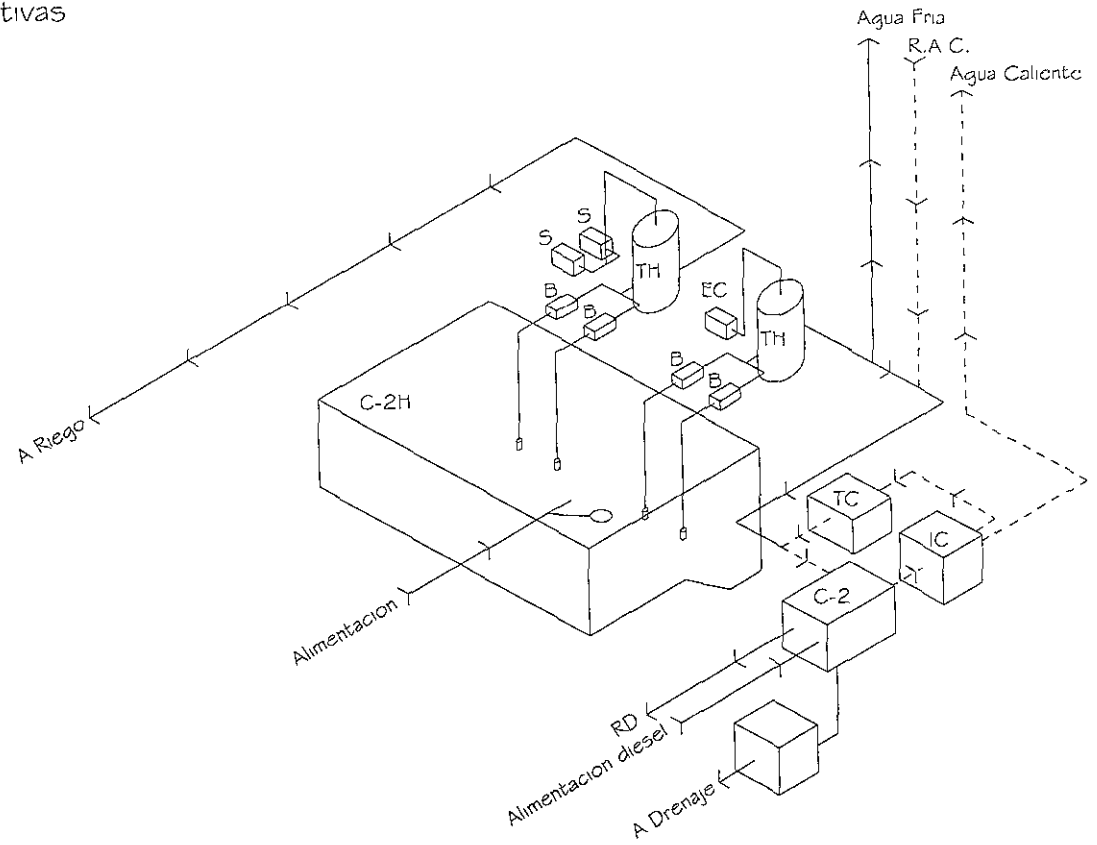 tivas
Agua Fria
R.A C.
Agua Caliente
S
S
TH
B
B
EC
TH
B
B
C-2H
A Riego
TC
IC
C-2
Alimentacion
RD
Alimentacion diesel
A Drenaje